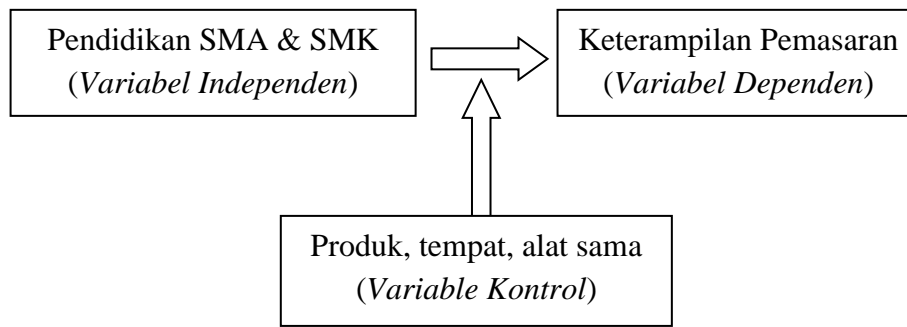 Pendidikan SMA & SMK
(Variabel Independen)
Keterampilan Pemasaran
(Variabel Dependen)
Produk, tempat, alat sama
(Variable Kontrol)